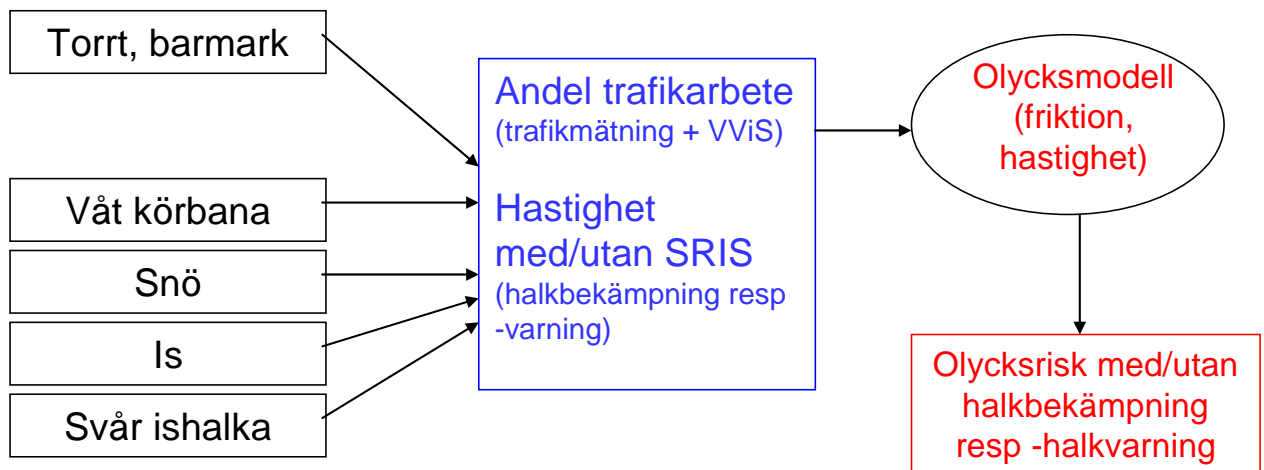 Torrt, barmark
Våt körbana
Snö
Is
Svår ishalka
Andel trafikarbete
(trafikmätning + VViS)
Hastighet
med/utan SRIS
(halkbekämpning resp
-varning)
Olycksmodell
(friktion,
hastighet)
Olycksrisk med/utan
halkbekämpning
resp -halkvarning